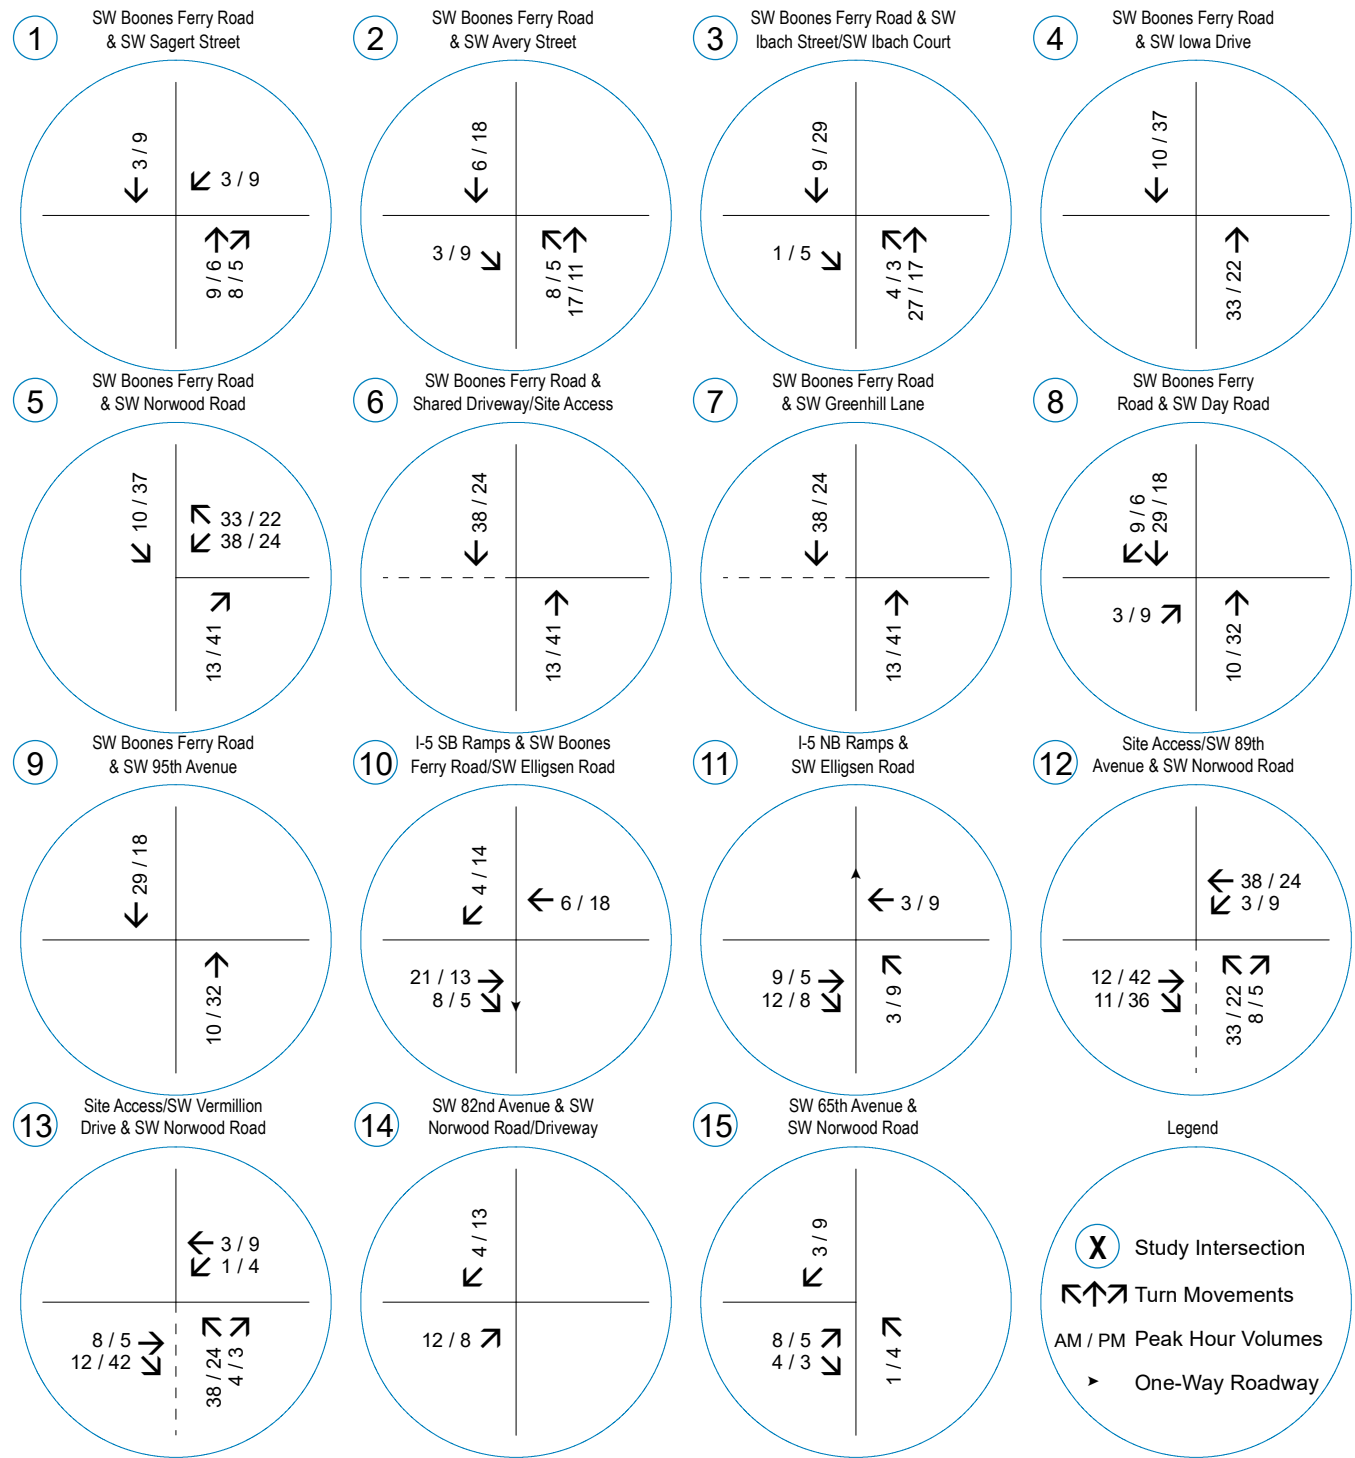 1
SW Boones Ferry Road
& SW Sagert Street
3 / 9
3 / 9
9 / 6
8 / 5
2
SW Boones Ferry Road
& SW Avery Street
6 / 18
3 / 9
8 / 5
17 / 11
3
SW Boones Ferry Road & SW
Ibach Street/SW Ibach Court
9 / 29
1 / 5
4 / 3
27 / 17
4
SW Boones Ferry Road
& SW Iowa Drive
10 / 37
33 / 22
5
SW Boones Ferry Road
& SW Norwood Road
10 / 37
33 / 22
38 / 24
13 / 41
6
SW Boones Ferry Road &
Shared Driveway/Site Access
38 / 24
13 / 41
7
SW Boones Ferry Road
& SW Greenhill Lane
38 / 24
13 / 41
8
SW Boones Ferry
Road & SW Day Road
9 / 6
29 / 18
3 / 9
10 / 32
9
SW Boones Ferry Road
& SW 95th Avenue
29 / 18
10 / 32
10
I-5 SB Ramps & SW Boones
Ferry Road/SW Elligsen Road
4 / 14
6 / 18
21 / 13
8 / 5
11
I-5 NB Ramps &
SW Elligsen Road
3 / 9
9 / 5
12 / 8
3 / 9
12
Site Access/SW 89th
Avenue & SW Norwood Road
38 / 24
3 / 9
12 / 42
11 / 36
33 / 22
8 / 5
13
Site Access/SW Vermillion
Drive & SW Norwood Road
3 / 9
1 / 4
8 / 5
12 / 42
38 / 24
4 / 3
14
SW 82nd Avenue & SW
Norwood Road/Driveway
4 / 13
12 / 8
15
SW 65th Avenue &
SW Norwood Road
3 / 9
8 / 5
4 / 3
1 / 4
Legend
X Study Intersection
Turn Movements
AM / PM Peak Hour Volumes
One-Way Roadway